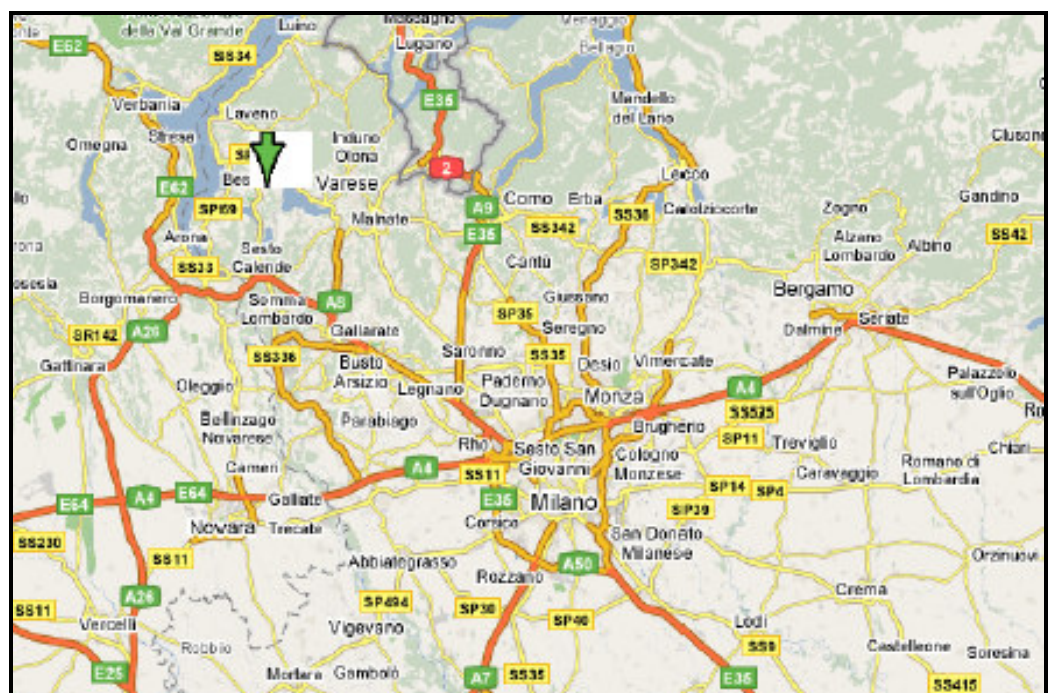 della Val Grande
Luino
Lugano
Menaggio
E62
SS34
Bellagio
Verbania
Laveno
E35
Mandello
del Lario
Stresa
Omegna
Induno
Olona
Clusone
Bes
Varese
2
Lecco
E62
SP69
A9
Como
Erba
SS36
Calolziocorte
Zogno
Gandino
Malnate
E35
SS342
SS42
Arona
Sesto
Calende
Alzano
Lombardo
Albino
SS33
Cantù
SP342
Borgomanero
Somma
Lombardo
A8
Giussano
Bergamo
SR142
A26
SP35
Seregno
Seriate
Dalmine
Gallarate
Gattinara
SS336
Busto
Arsizio
Saronno
SS35
Desio
Vimercate
Palazzolo
sull'Oglio
Oleggio
Legnano
Paderno
Dugnano
Monza
A4
SS525
Bellinzago
Novarese
Parabiago
Brugherio
SP11
Treviglio
Chiari
Rho
Sesto San
Giovanni
Cologno
Monzese
Caravaggio
Romano di
Lombardia
Cameri
A4
SS11
SP14
E64
A4
E64
Galliate
E35
Milano
SP39
Novara
Trecate
Corsico
San Donato
Milanese
SS230
SS11
Abbiategrasso
A50
Orzinuovi
Rozzano
Crema
A26
SS11
SP494
SP30
SP40
Vercelli
Vigevano
Lodi
Robbio
SS9
Castelleone
Soresina
E25
Mortara
Gambolò
A7
SS35
E35
SS415